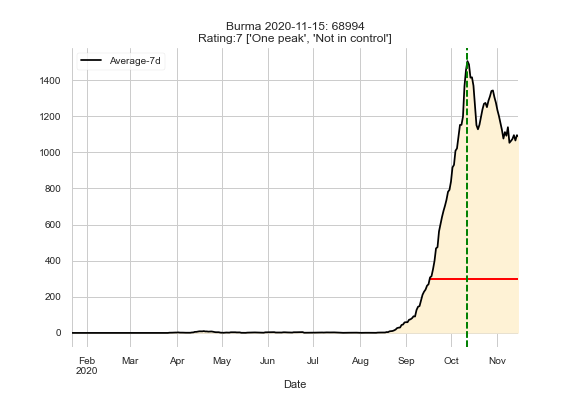 Burma 2020-11-15: 68994
Rating:7 ['One peak', 'Not in control']
Average-7d
1400
1200
1000
800
600
400
200
0
Feb Mar Apr May Jun Jul Aug Sep Oct Nov
2020
Date